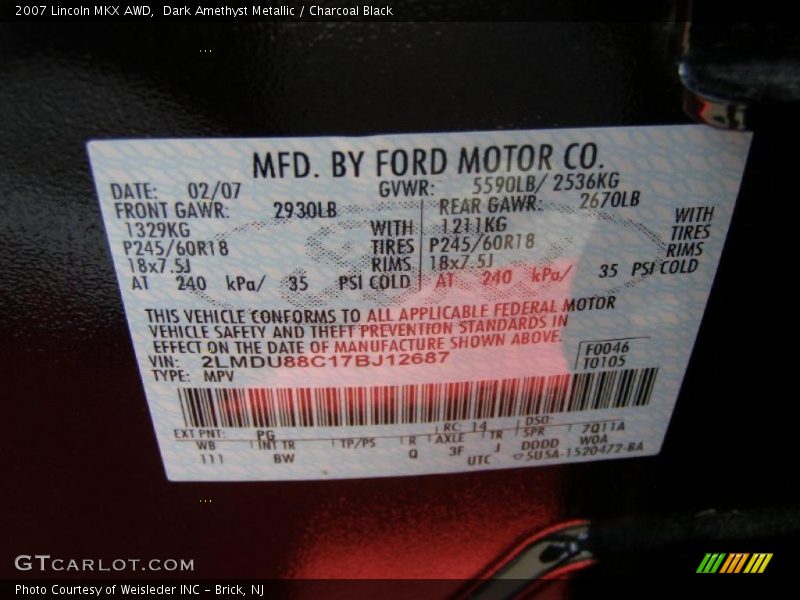 2007 Lincoln MKX AWD,  Dark Amethyst Metallic / Charcoal Black
MFD. BY FORD MOTOR CO.
DATE: 02/07 GVWR: 5590LB/ 2536KG
FRONT GAWR: 2930LB REAR GAWR: 2670LB
1329KG WITH 1211KG WITH
P245/60R18 TIRES P245/60R18 TIRES
18x7.5J RIMS 18x7.5J RIMS
AT 240 kPa/ 35 PSI COLD AT 240 kPa/ 35 PSI COLD
THIS VEHICLE CONFORMS TO ALL APPLICABLE FEDERAL MOTOR
VEHICLE SAFETY AND THEFT PREVENTION STANDARDS IN
EFFECT ON THE DATE OF MANUFACTURE SHOWN ABOVE.
VIN: 2LMDU88C17BJ12687 F0046
TYPE: MPV T0105
EXT PNT: PG RC: 14 DSO:
WB INT TR TP/PS R AXLE TR SPR 7Q11A
111 BW Q 3F J DDDD W0A
UTC 5U5A-1520472-BA
GTCARLOT.COM
Photo Courtesy of Weisleder INC - Brick, NJ